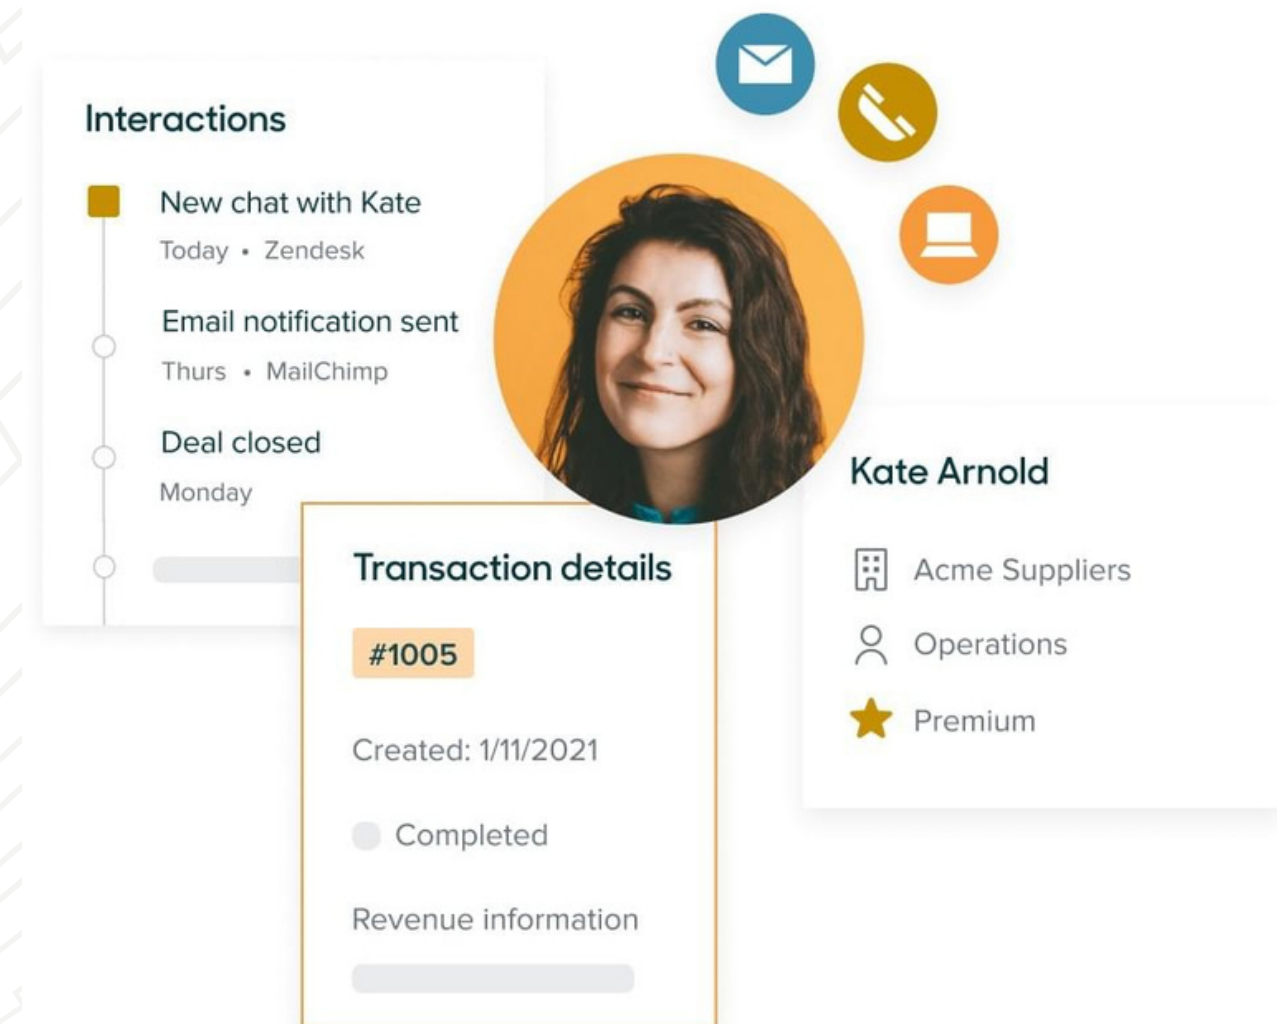 Interactions
New chat with Kate
Today • Zendesk
Email notification sent
Thurs • MailChimp
Deal closed
Monday
Transaction details
#1005
Created: 1/11/2021
Completed
Revenue information
Kate Arnold
Acme Suppliers
Operations
Premium